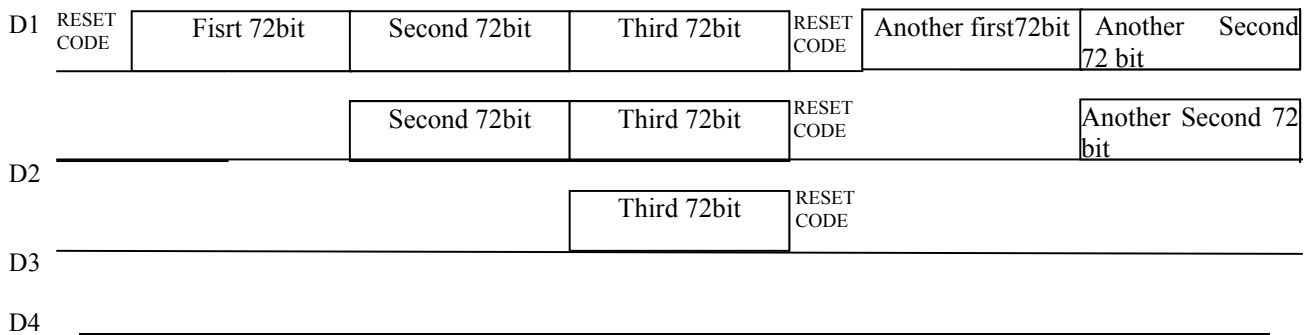 D1 RESET CODE Fisrt 72bit Second 72bit Third 72bit RESET CODE Another first72bit Another Second 72 bit
Second 72bit Third 72bit RESET CODE Another Second 72 bit
D2
Third 72bit RESET CODE
D3
D4